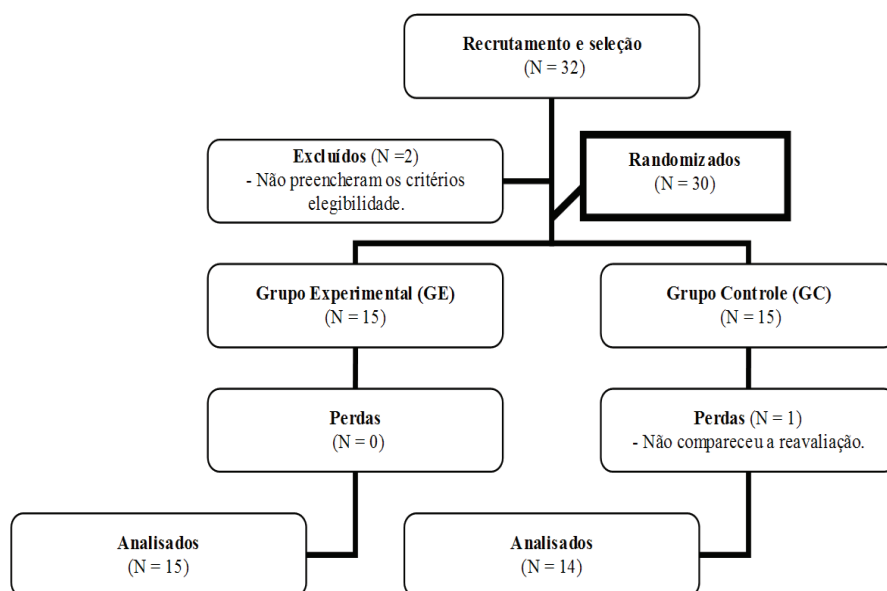 Recrutamento e seleção
(N = 32)
Excluídos (N =2)
- Não preencheram os critérios
elegibilidade.
Randomizados
(N = 30)
Grupo Experimental (GE)
(N = 15)
Grupo Controle (GC)
(N = 15)
Perdas
(N = 0)
Perdas (N = 1)
- Não compareceu a reavaliação.
Analisados
(N = 15)
Analisados
(N = 14)